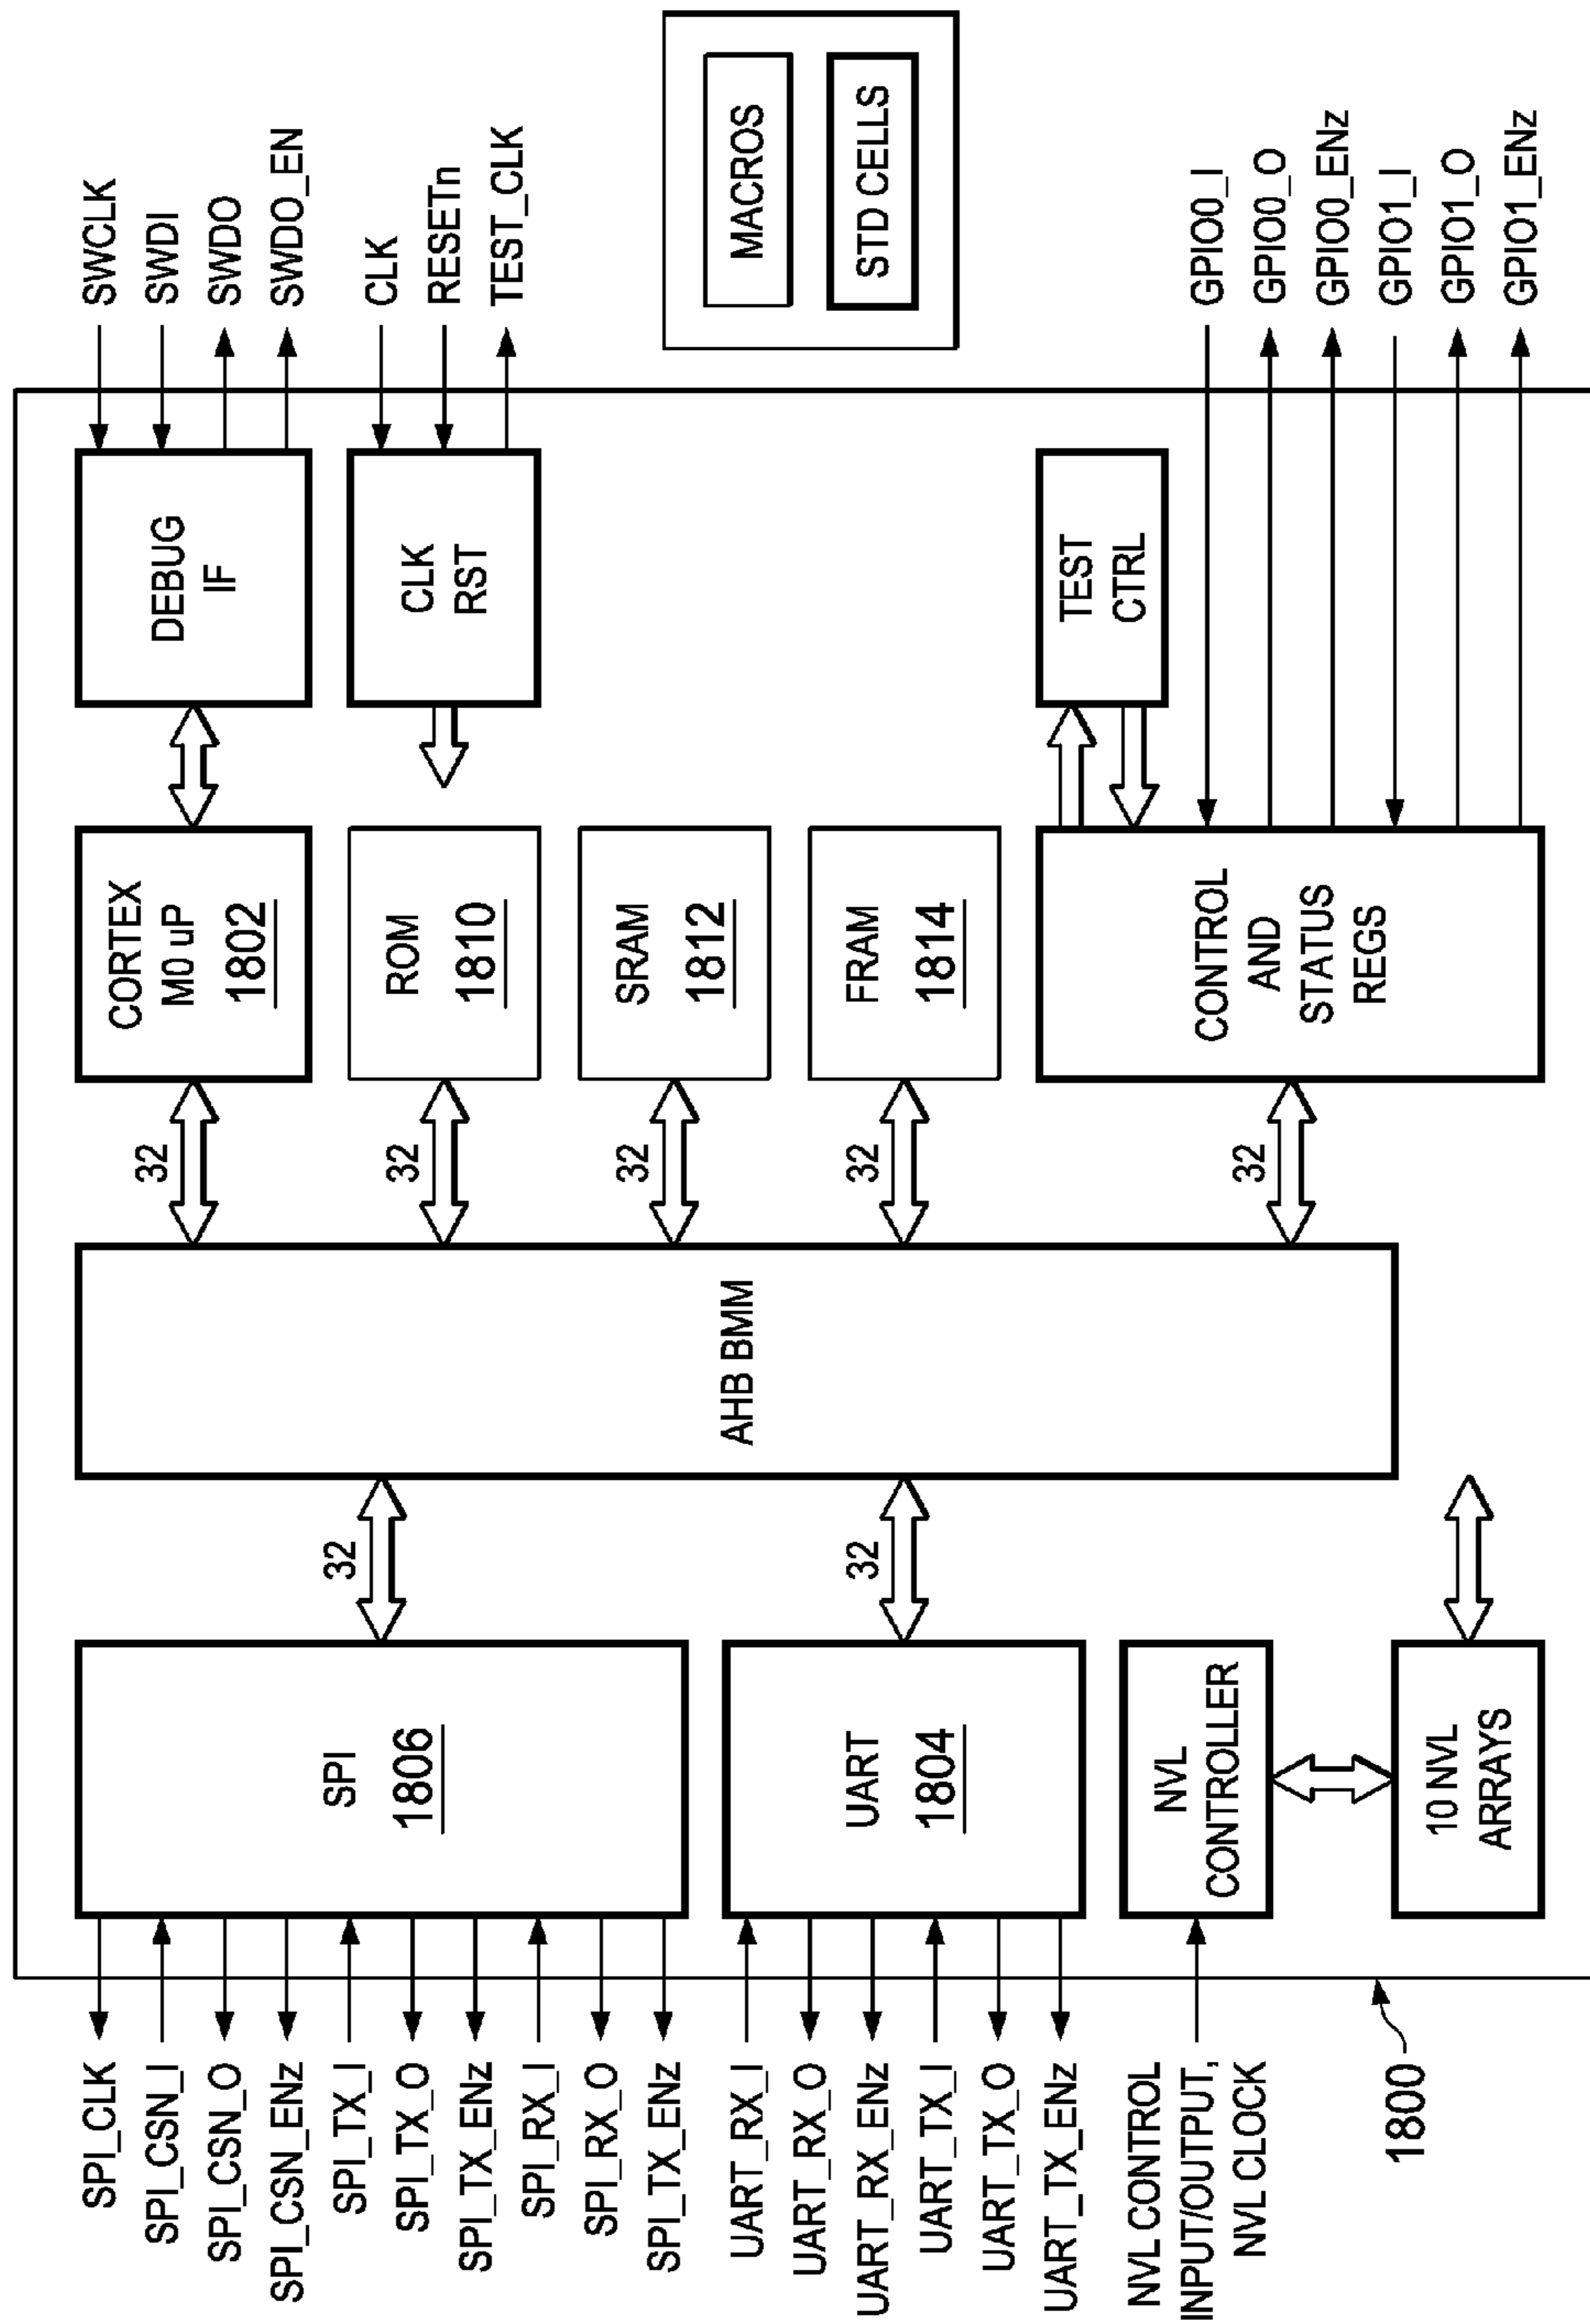 SPI_CLK
SPI_CSN_I
SPI_CSN_O
SPI_CSN_ENz
SPI_TX_I
SPI_TX_O
SPI_TX_ENz
SPI_RX_I
SPI_RX_O
SPI_TX_ENz
UART_RX_I
UART_RX_O
UART_RX_ENz
UART_TX_I
UART_TX_O
UART_TX_ENz
NVL CONTROL
INPUT/OUTPUT,
NVL CLOCK
1800
SPI
1806
UART
1804
NVL
CONTROLLER
10 NVL
ARRAYS
32
32
AHB BMM
32
32
32
32
32
CORTEX
M0 uP
1802
ROM
1810
SRAM
1812
FRAM
1814
CONTROL
AND
STATUS
REGS
DEBUG
IF
CLK
RST
TEST
CTRL
SWCLK
SWDI
SWDO
SWDO_EN
CLK
RESETn
TEST_CLK
MACROS
STD CELLS
GPIO0_I
GPIO0_O
GPIO0_ENz
GPIO1_I
GPIO1_O
GPIO1_ENz